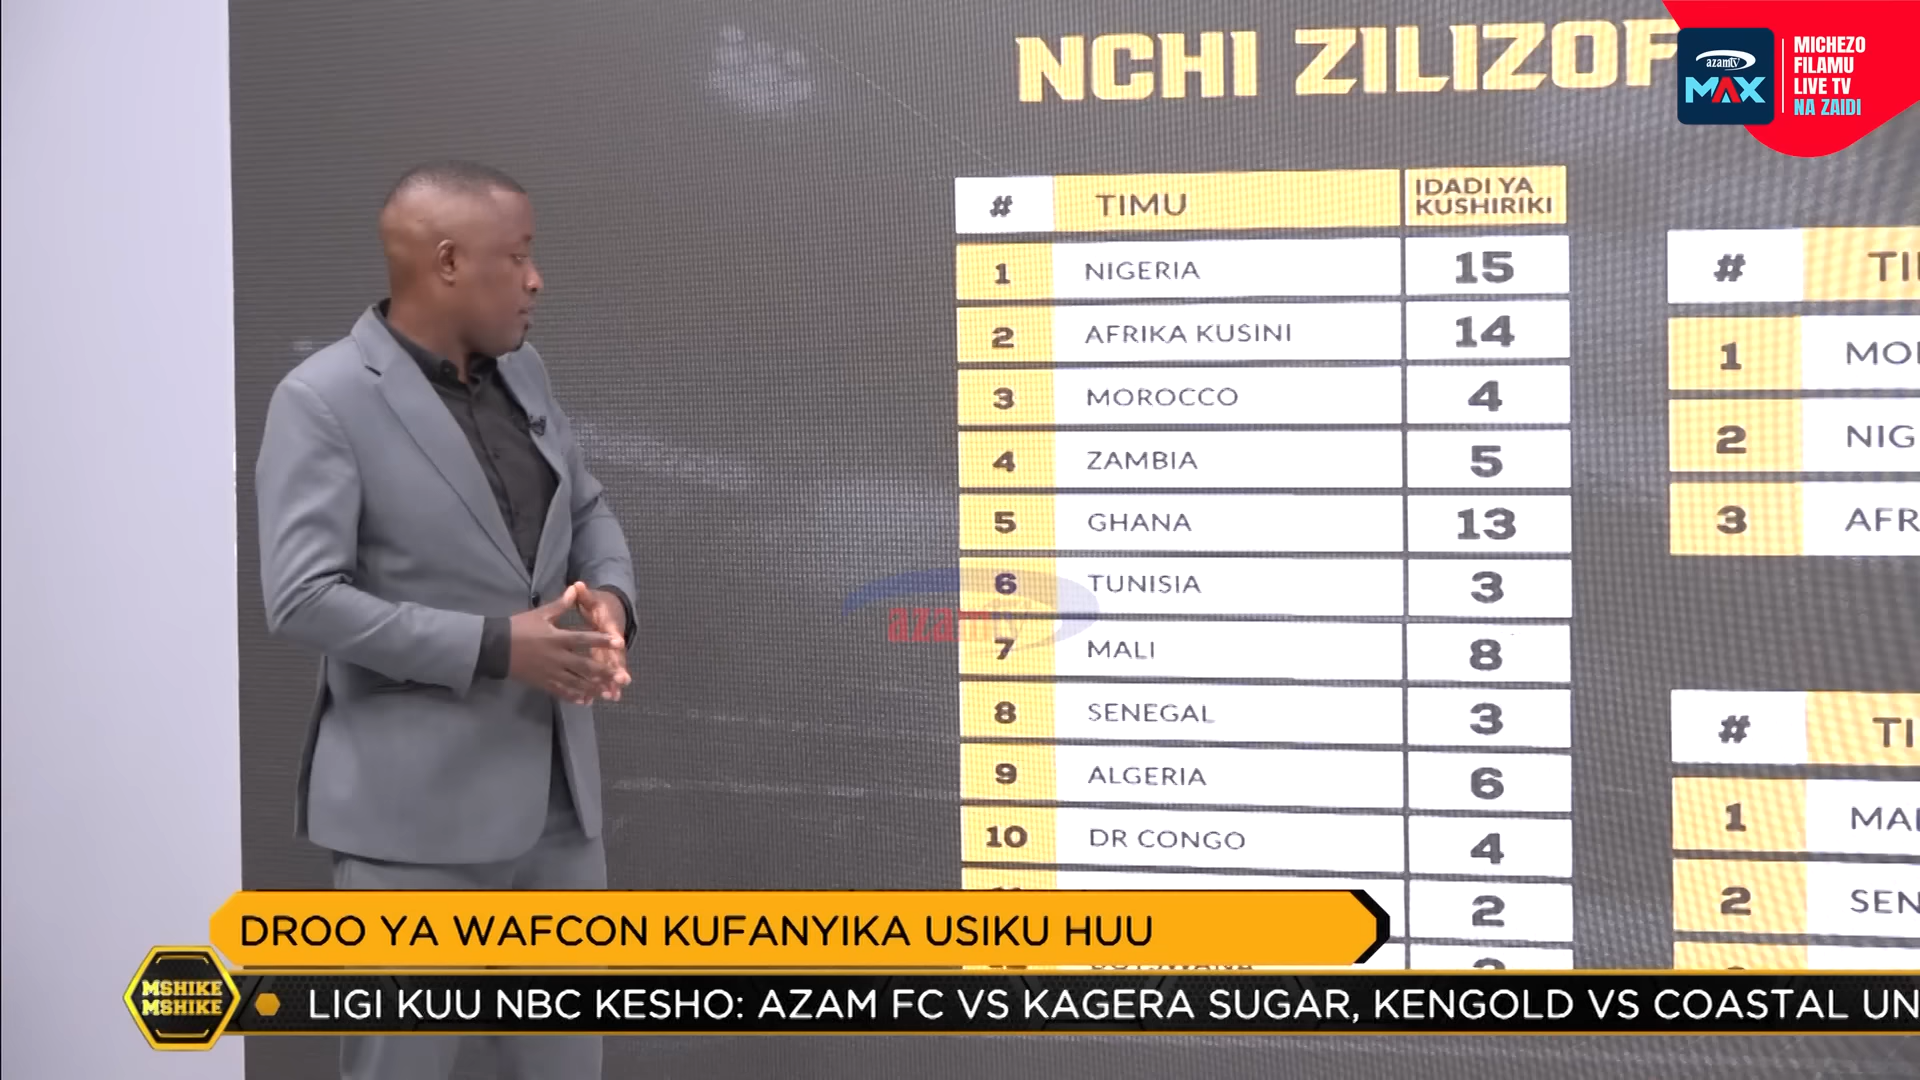 NCHI ZILIZOF
azamtv
MAX
MICHEZO
FILAMU
LIVE TV
NA ZAIDI
# TIMU IDADI YA KUSHIRIKI
1 NIGERIA 15
2 AFRIKA KUSINI 14
3 MOROCCO 4
4 ZAMBIA 5
5 GHANA 13
6 TUNISIA 3
7 MALI 8
8 SENEGAL 3
9 ALGERIA 6
10 DR CONGO 4
2
BOTSWANA
# TI
1 MO
2 NIG
3 AFR
# TI
1 MA
2 SEN
azamtv
DROO YA WAFCON KUFANYIKA USIKU HUU
MSHIKE
MSHIKE
LIGI KUU NBC KESHO: AZAM FC VS KAGERA SUGAR, KENGOLD VS COASTAL UN